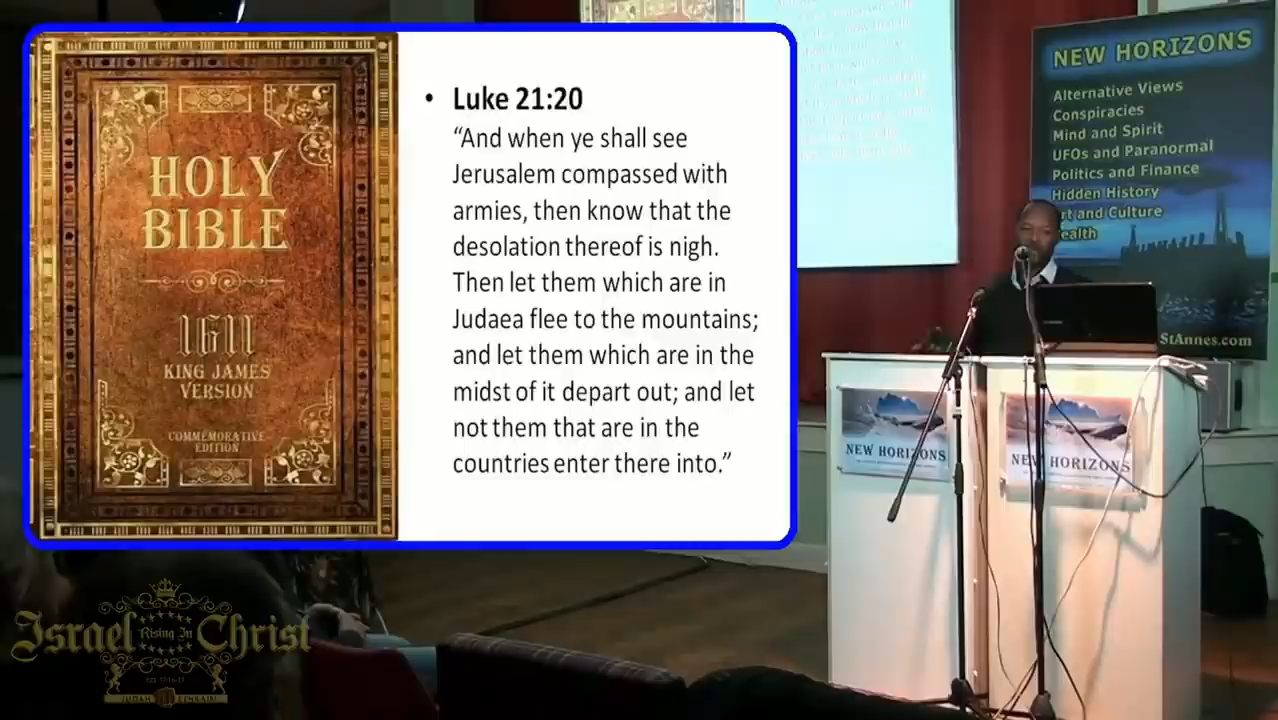 HOLY
BIBLE
1611
KING JAMES
VERSION
COMMEMORATIVE
EDITION
• Luke 21:20
“And when ye shall see
Jerusalem compassed with
armies, then know that the
desolation thereof is nigh.
Then let them which are in
Judaea flee to the mountains;
and let them which are in the
midst of it depart out; and let
not them that are in the
countries enter there into.”
NEW HORIZONS
Alternative Views
Conspiracies
Mind and Spirit
UFOs and Paranormal
Politics and Finance
Hidden History
rt and Culture
ealth
StAnnes.com
NEW HORIZONS
NEW HORIZONS
Israel Rising In Christ
JUDAH EPHRAIM